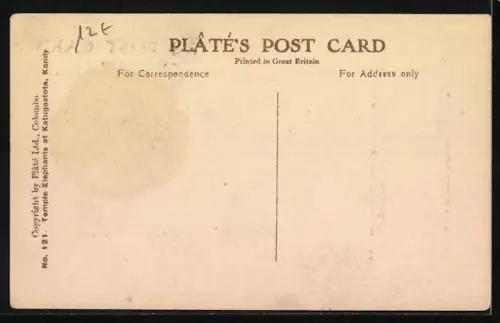 12€
PLÂTÉ'S POST CARD
Printed in Great Britain
For Correspondence
For Address only
Copyright by Plâté Ltd., Colombo.
No. 121. Temple Elephants at Katugastota, Kandy